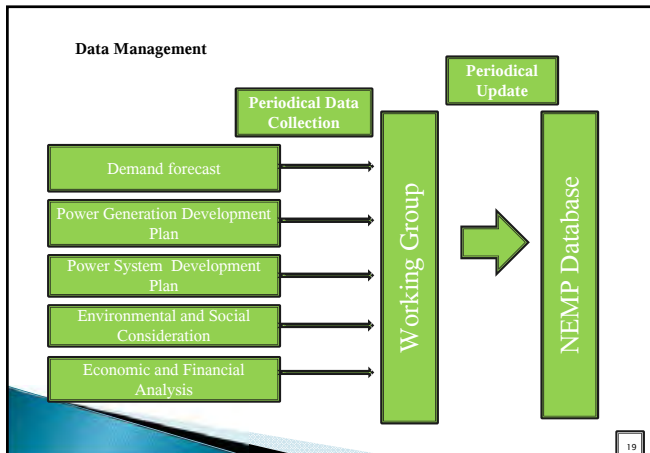 Data Management
Periodical
Update
Periodical Data
Collection
Demand forecast
Power Generation Development
Plan
Power System Development
Plan
Environmental and Social
Consideration
Economic and Financial
Analysis
Working Group
NEMP Database
19